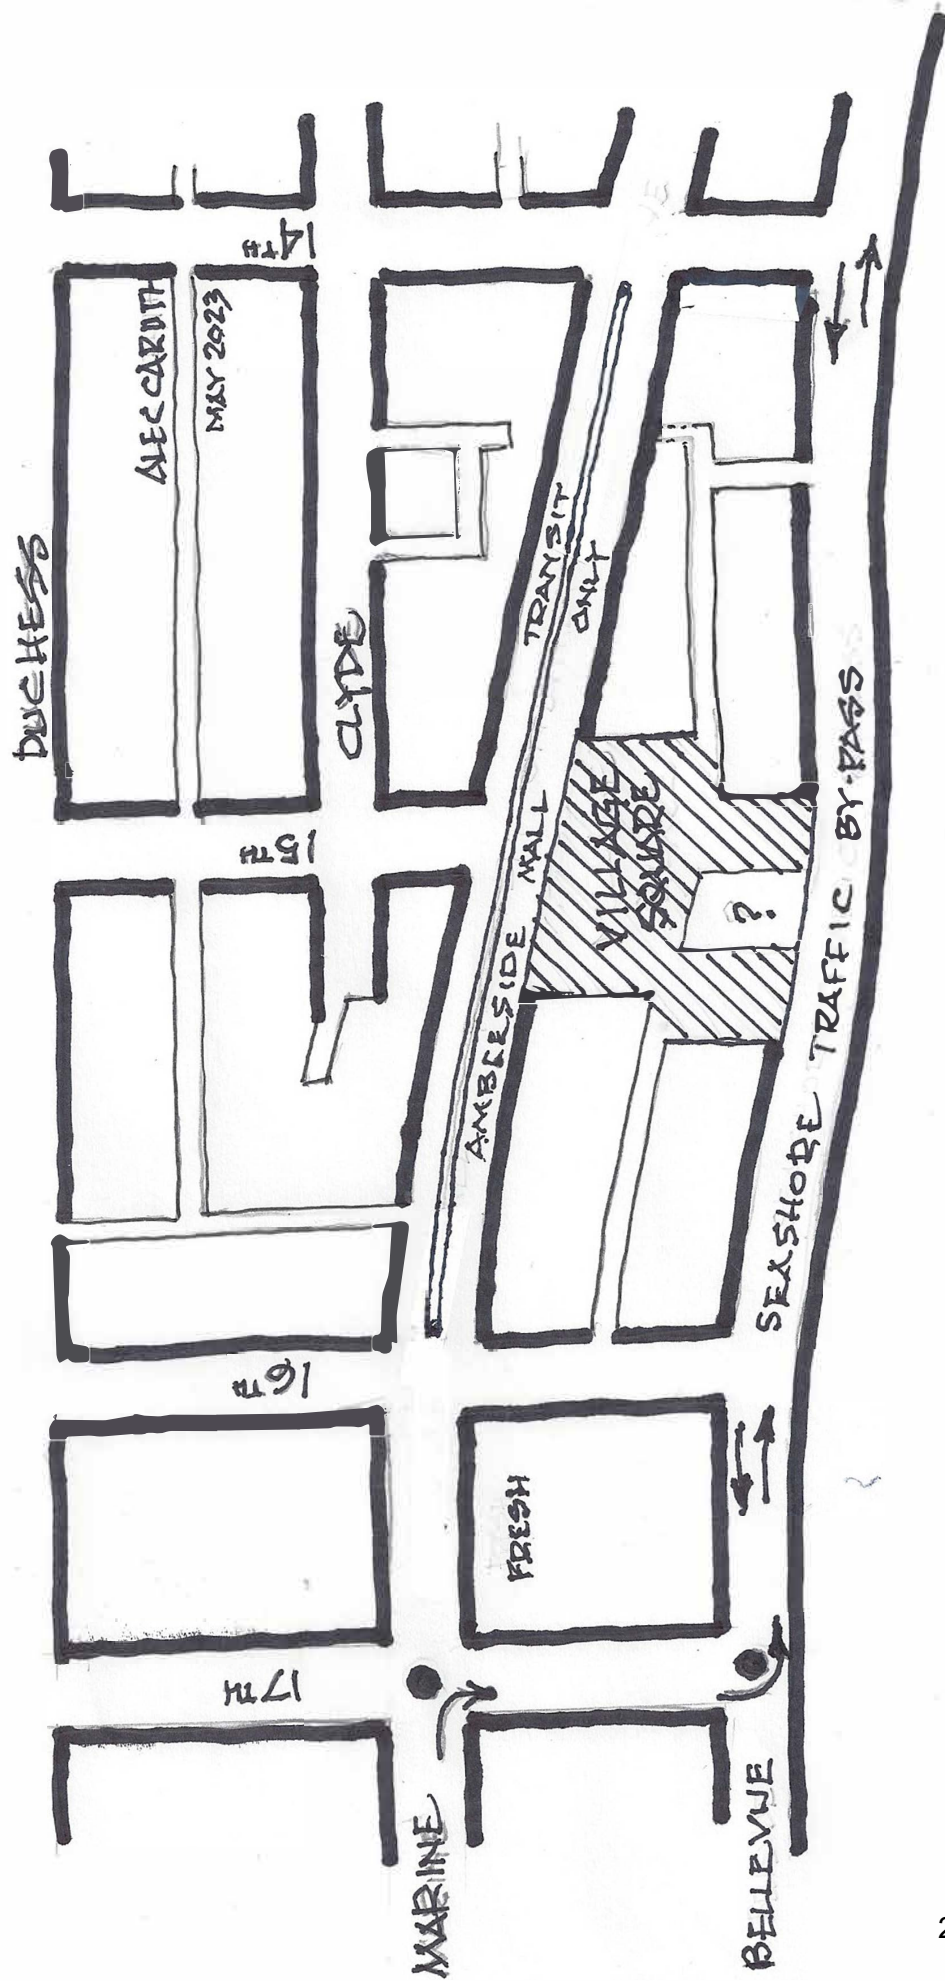 DUCHESS
ALEC CARDTH
MAY 2023
14TH
CLYDE
15TH
16TH
17TH
TRANSIT
ONLY
AMBLESIDE MALL
VILLAGE
SQUARE
?
FRESH
MARINE
BELLEVUE
SEASHORE TRAFFIC BY-PASS
2